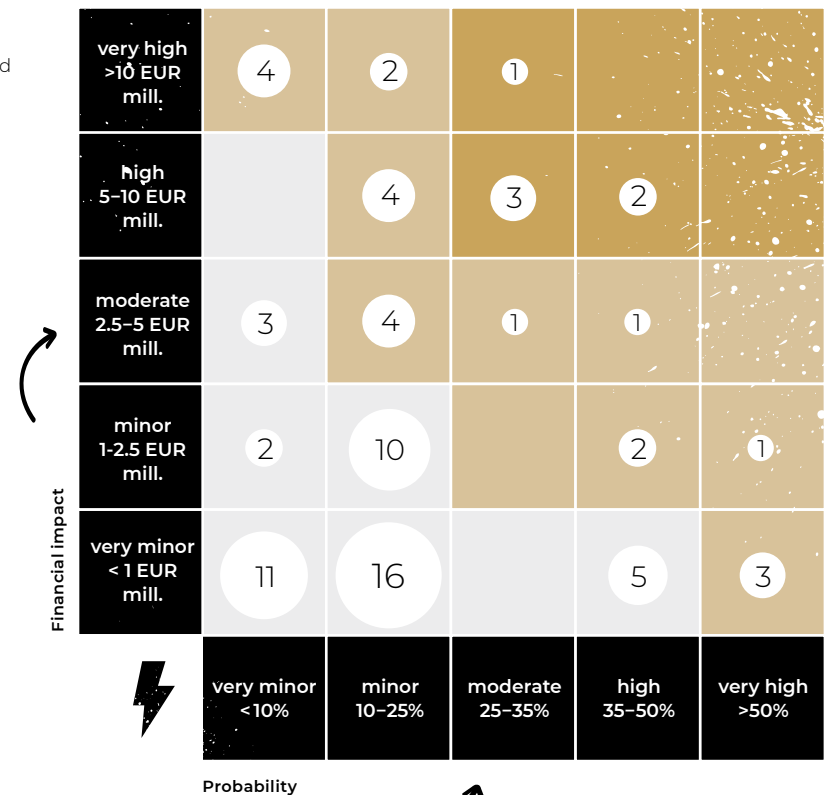 d
very high
>10 EUR
mill.
4
2
1
high
5–10 EUR
mill.
4
3
2
moderate
2.5–5 EUR
mill.
3
4
1
1
minor
1-2.5 EUR
mill.
2
10
2
1
very minor
< 1 EUR
mill.
11
16
5
3
Financial impact
very minor
<10%
minor
10–25%
moderate
25–35%
high
35–50%
very high
>50%
Probability